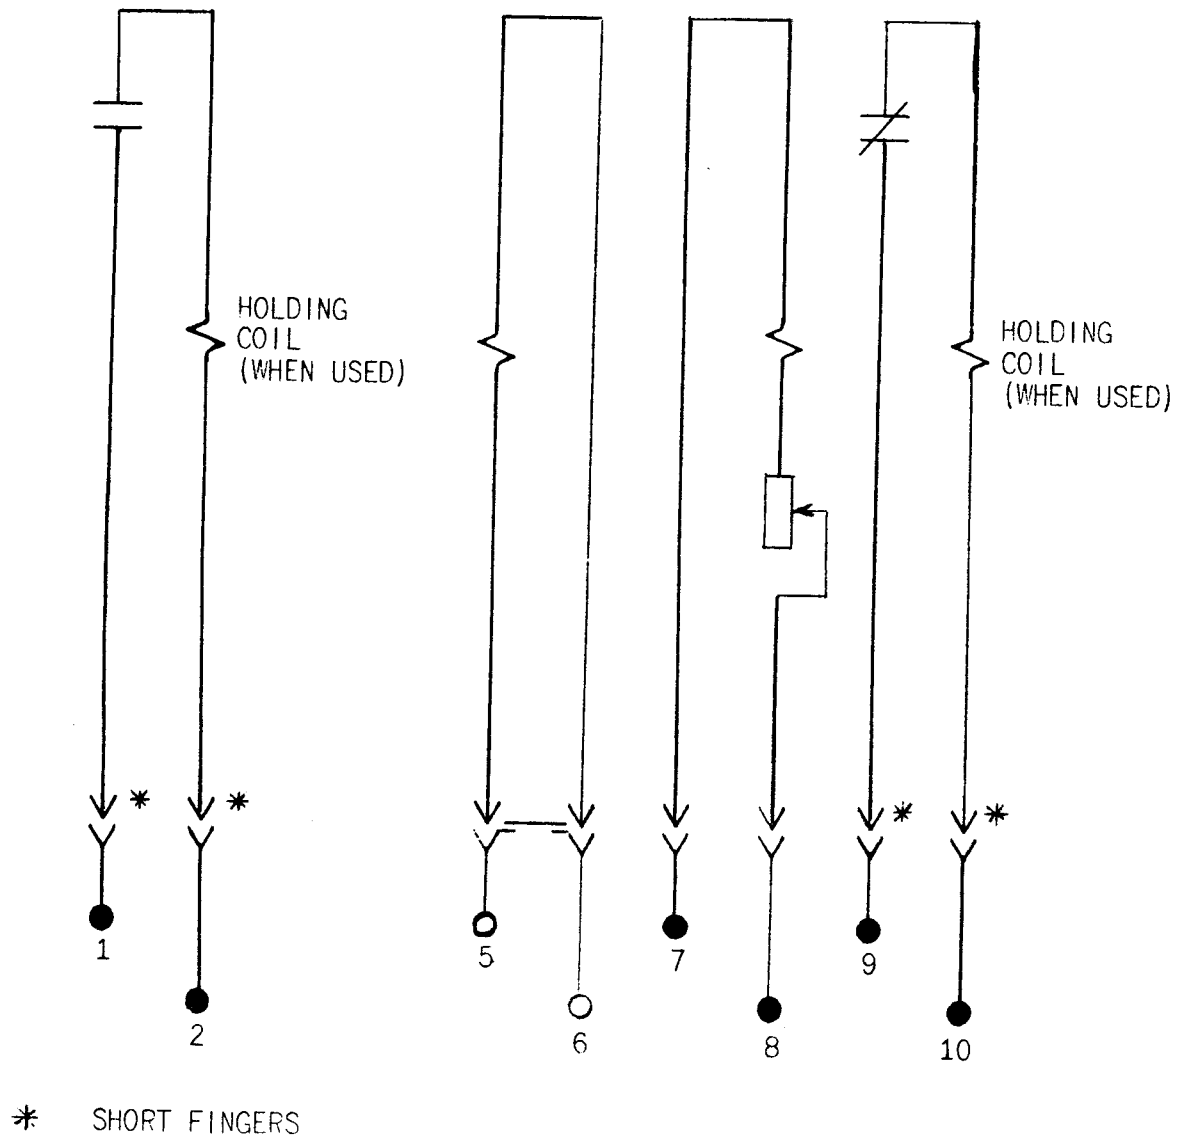 HOLDING
COIL
(WHEN USED)
HOLDING
COIL
(WHEN USED)
*
*
*
*
1
5
7
9
2
6
8
10
* SHORT FINGERS